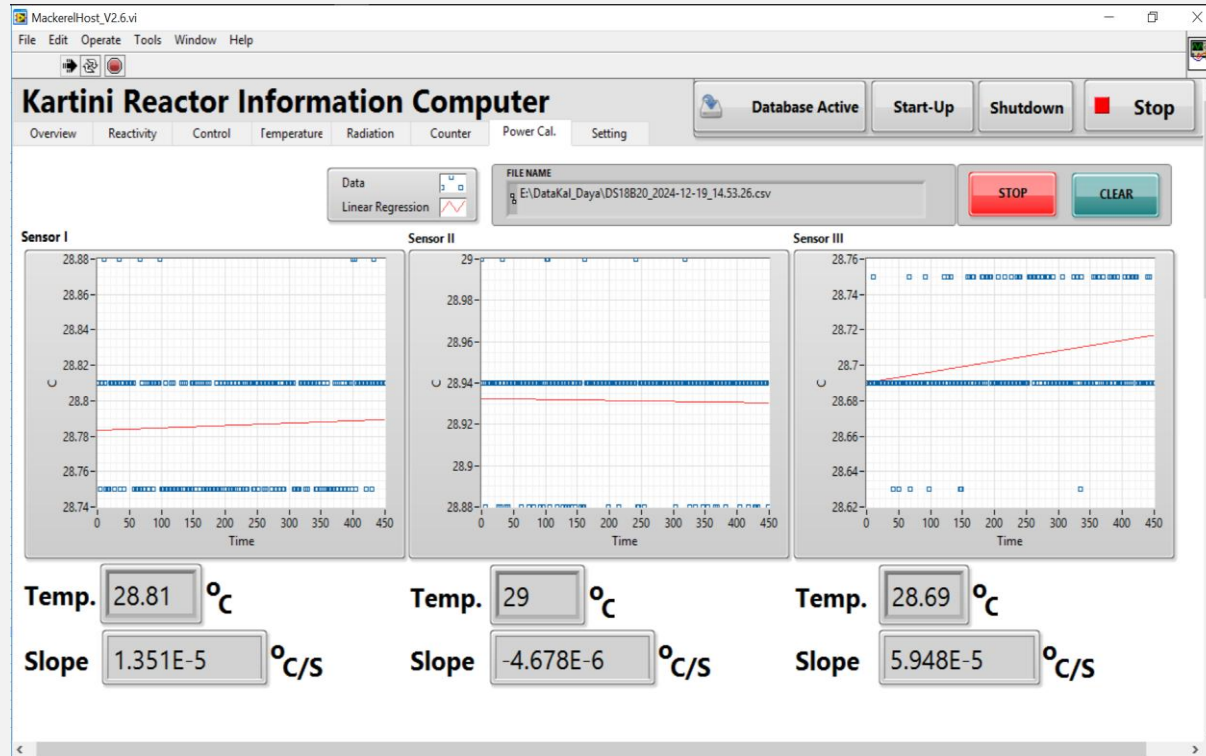 MackerelHost_V2.6.vi
File Edit Operate Tools Window Help
Kartini Reactor Information Computer
Database Active
Start-Up
Shutdown
Stop
Overview Reactivity Control Temperature Radiation Counter Power Cal. Setting
Data
Linear Regression
FILE NAME
E:\DataKal_Daya\DS18B20_2024-12-19_14.53.26.csv
STOP
CLEAR
Sensor I
28.88
28.86
28.84
28.82
28.8
28.78
28.76
28.74
C
0 50 100 150 200 250 300 350 400 450
Time
Sensor II
29
28.98
28.96
28.94
28.92
28.9
28.88
C
0 50 100 150 200 250 300 350 400 450
Time
Sensor III
28.76
28.74
28.72
28.7
28.68
28.66
28.64
28.62
C
0 50 100 150 200 250 300 350 400 450
Time
Temp. 28.81 °C
Temp. 29 °C
Temp. 28.69 °C
Slope 1.351E-5 °C/S
Slope -4.678E-6 °C/S
Slope 5.948E-5 °C/S